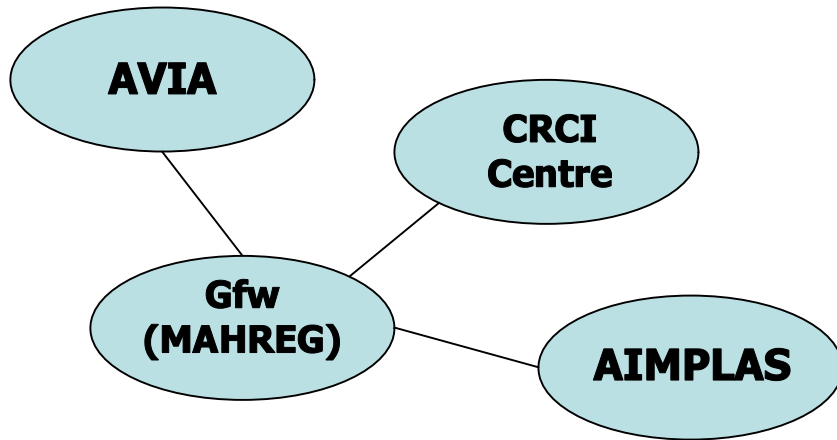 AVIA
CRCI
Centre
Gfw
(MAHREG)
AIMPLAS